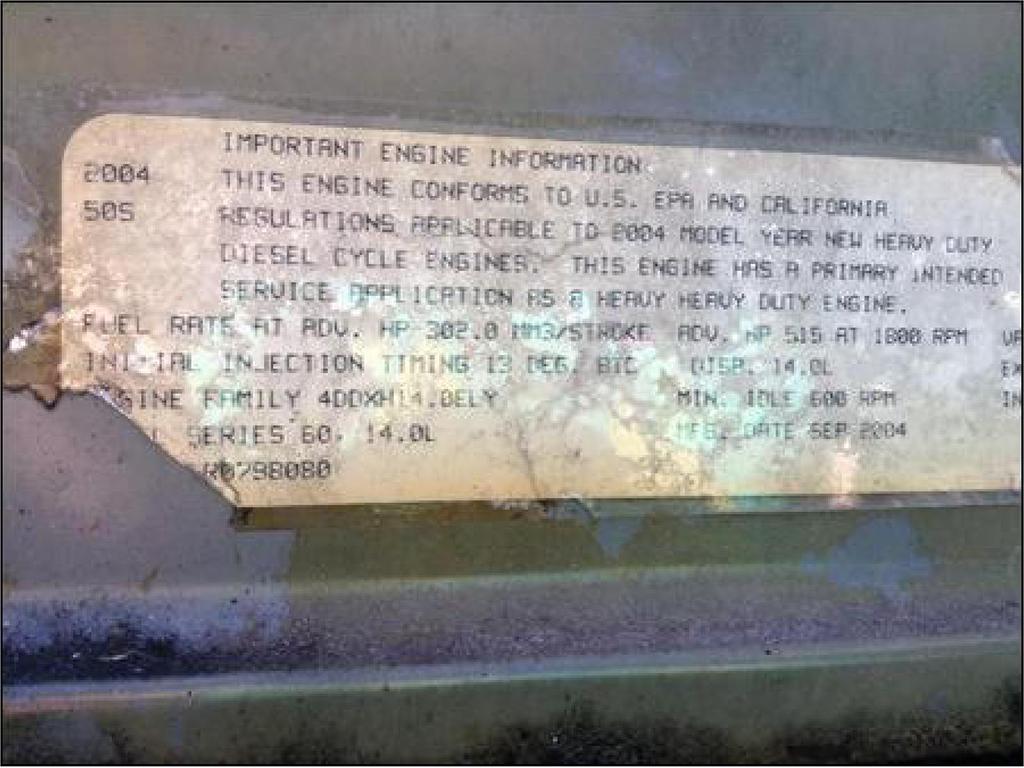 IMPORTANT ENGINE INFORMATION
2004 THIS ENGINE CONFORMS TO U.S. EPA AND CALIFORNIA
50S REGULATIONS APPLICABLE TO 2004 MODEL YEAR NEW HEAVY DUTY
DIESEL CYCLE ENGINES. THIS ENGINE HAS A PRIMARY INTENDED
SERVICE APPLICATION AS A HEAVY HEAVY DUTY ENGINE.
FUEL RATE AT ADV. HP 302.0 MM3/STROKE ADV. HP 515 AT 1800 RPM
INITIAL INJECTION TIMING 13 DEG. BTC DISP. 14.0L EX
ENGINE FAMILY 4DDXH14.0ELY MIN. IDLE 600 RPM IN
SERIES 60, 14.0L MFG. DATE SEP 2004